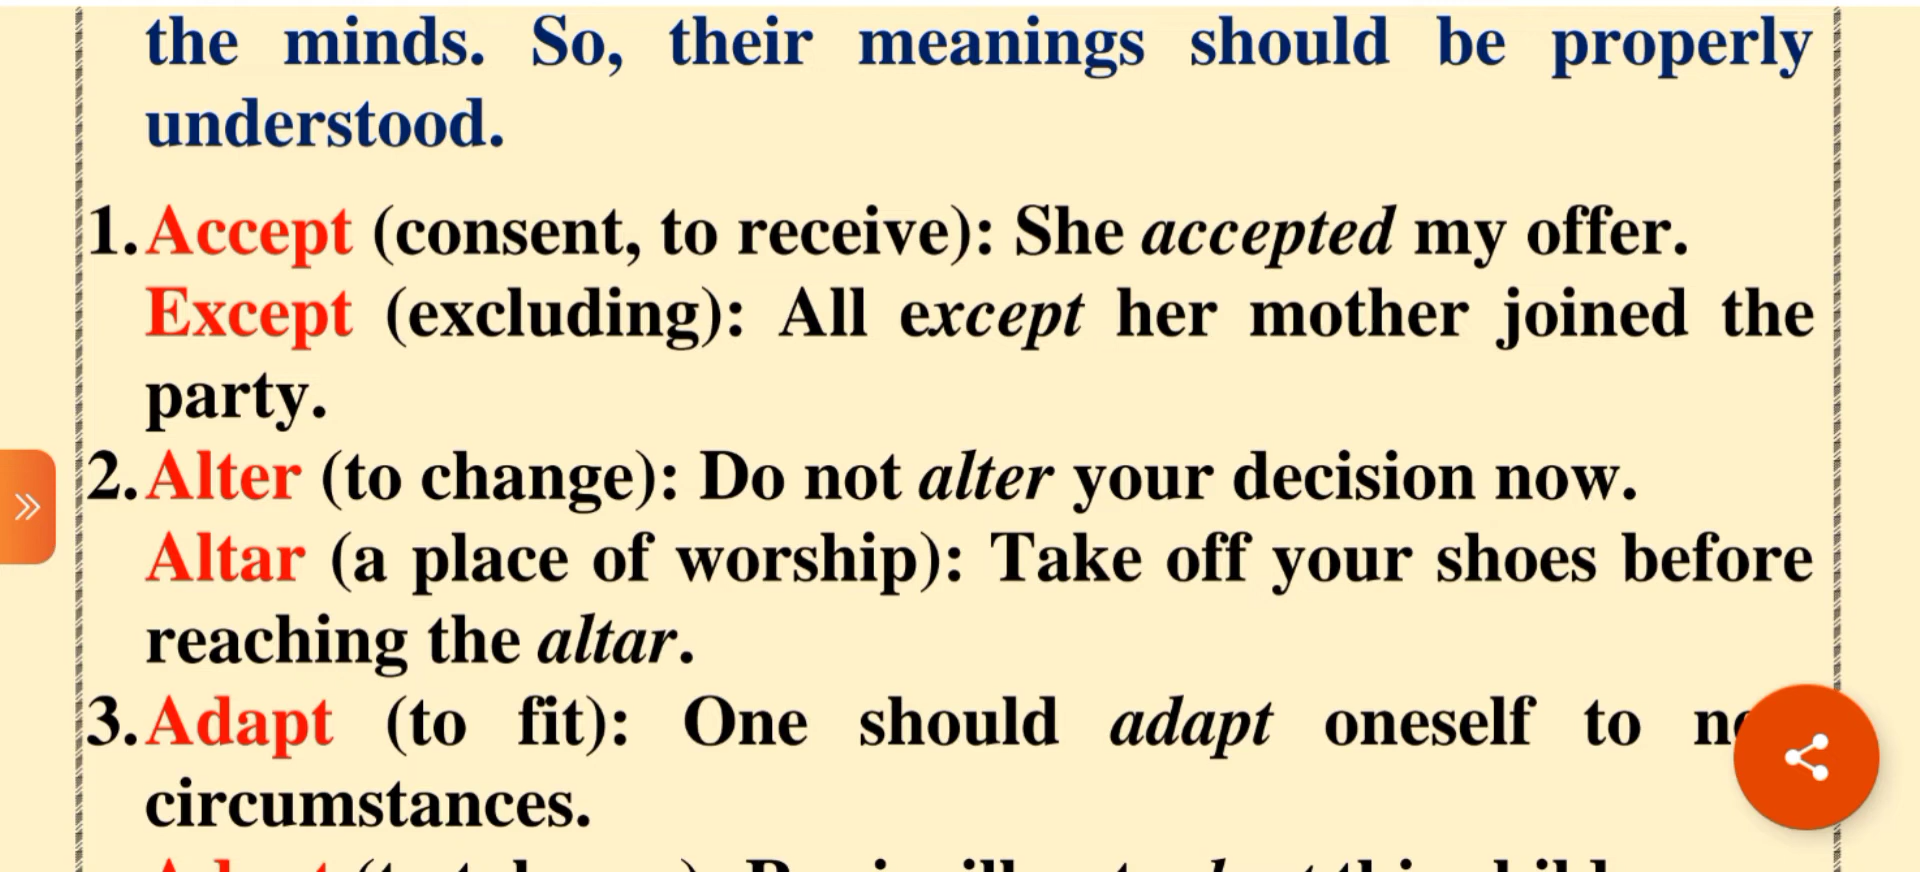 the minds. So, their meanings should be properly
understood.
1. Accept (consent, to receive): She accepted my offer.
Except (excluding): All except her mother joined the
party.
2. Alter (to change): Do not alter your decision now.
Altar (a place of worship): Take off your shoes before
reaching the altar.
3. Adapt (to fit): One should adapt oneself to
circumstances.